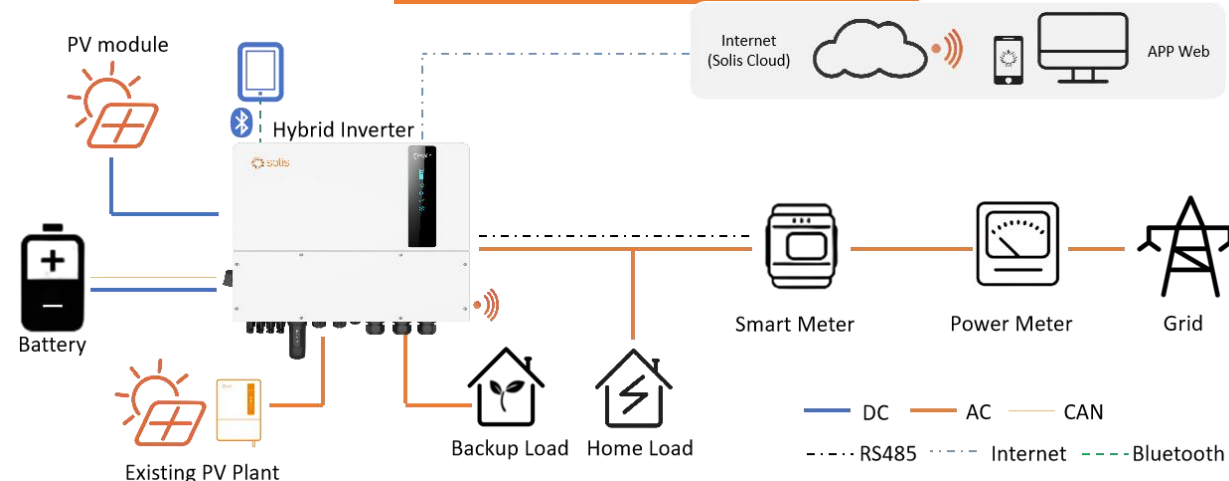 PV module
Internet
(Solis Cloud)
APP Web
Hybrid Inverter
solis
Battery
Smart Meter
Power Meter
Grid
Backup Load
Home Load
Existing PV Plant
DC
AC
CAN
RS485
Internet
Bluetooth